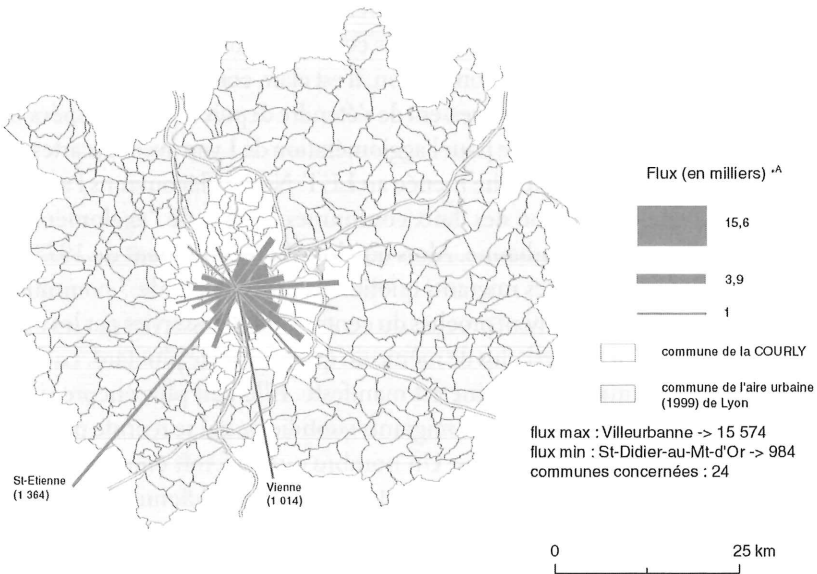 Flux (en milliers) •A
15,6
3,9
1
commune de la COURLY
commune de l'aire urbaine
(1999) de Lyon
flux max : Villeurbanne -> 15 574
flux min : St-Didier-au-Mt-d'Or -> 984
communes concernées : 24
St-Etienne
(1 364)
Vienne
(1 014)
0
25 km